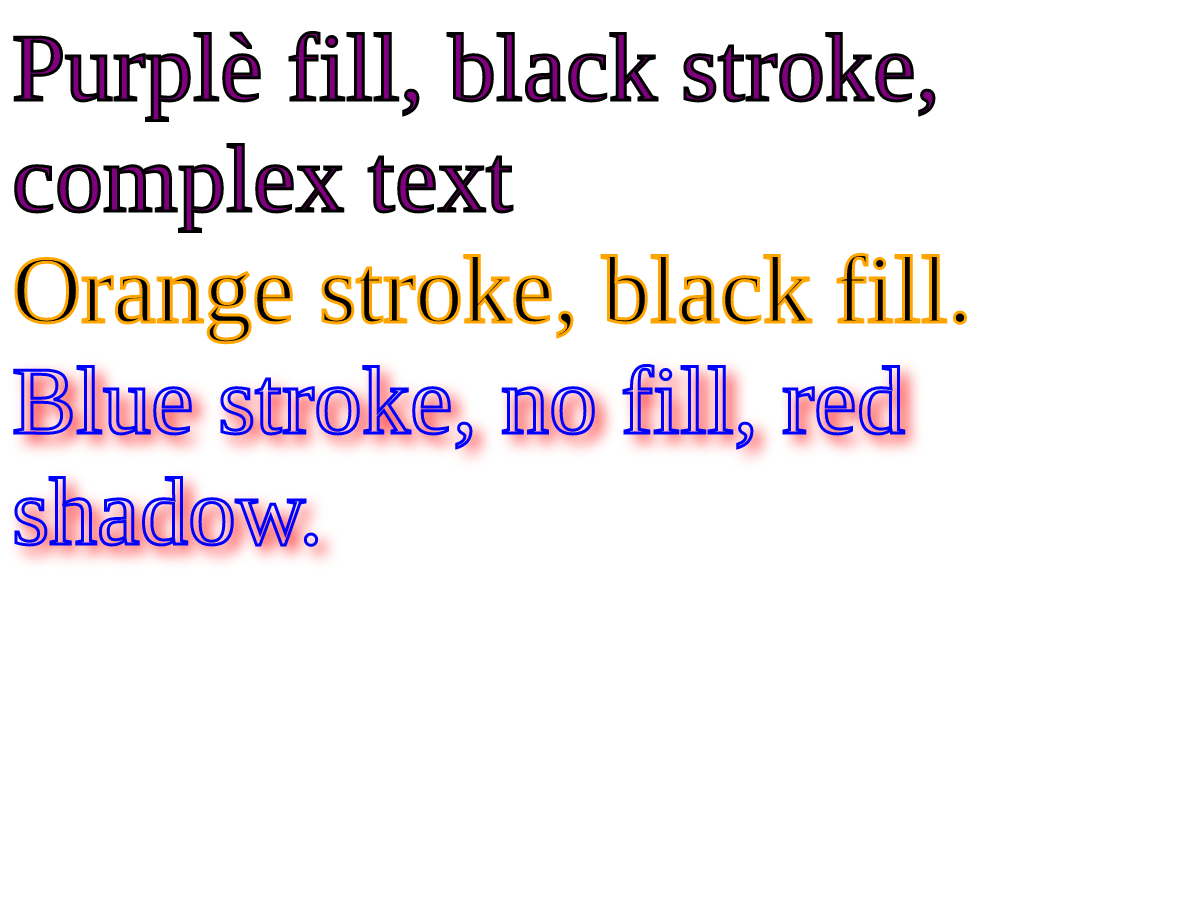 Purplè fill, black stroke,
complex text
Orange stroke, black fill.
Blue stroke, no fill, red
shadow.